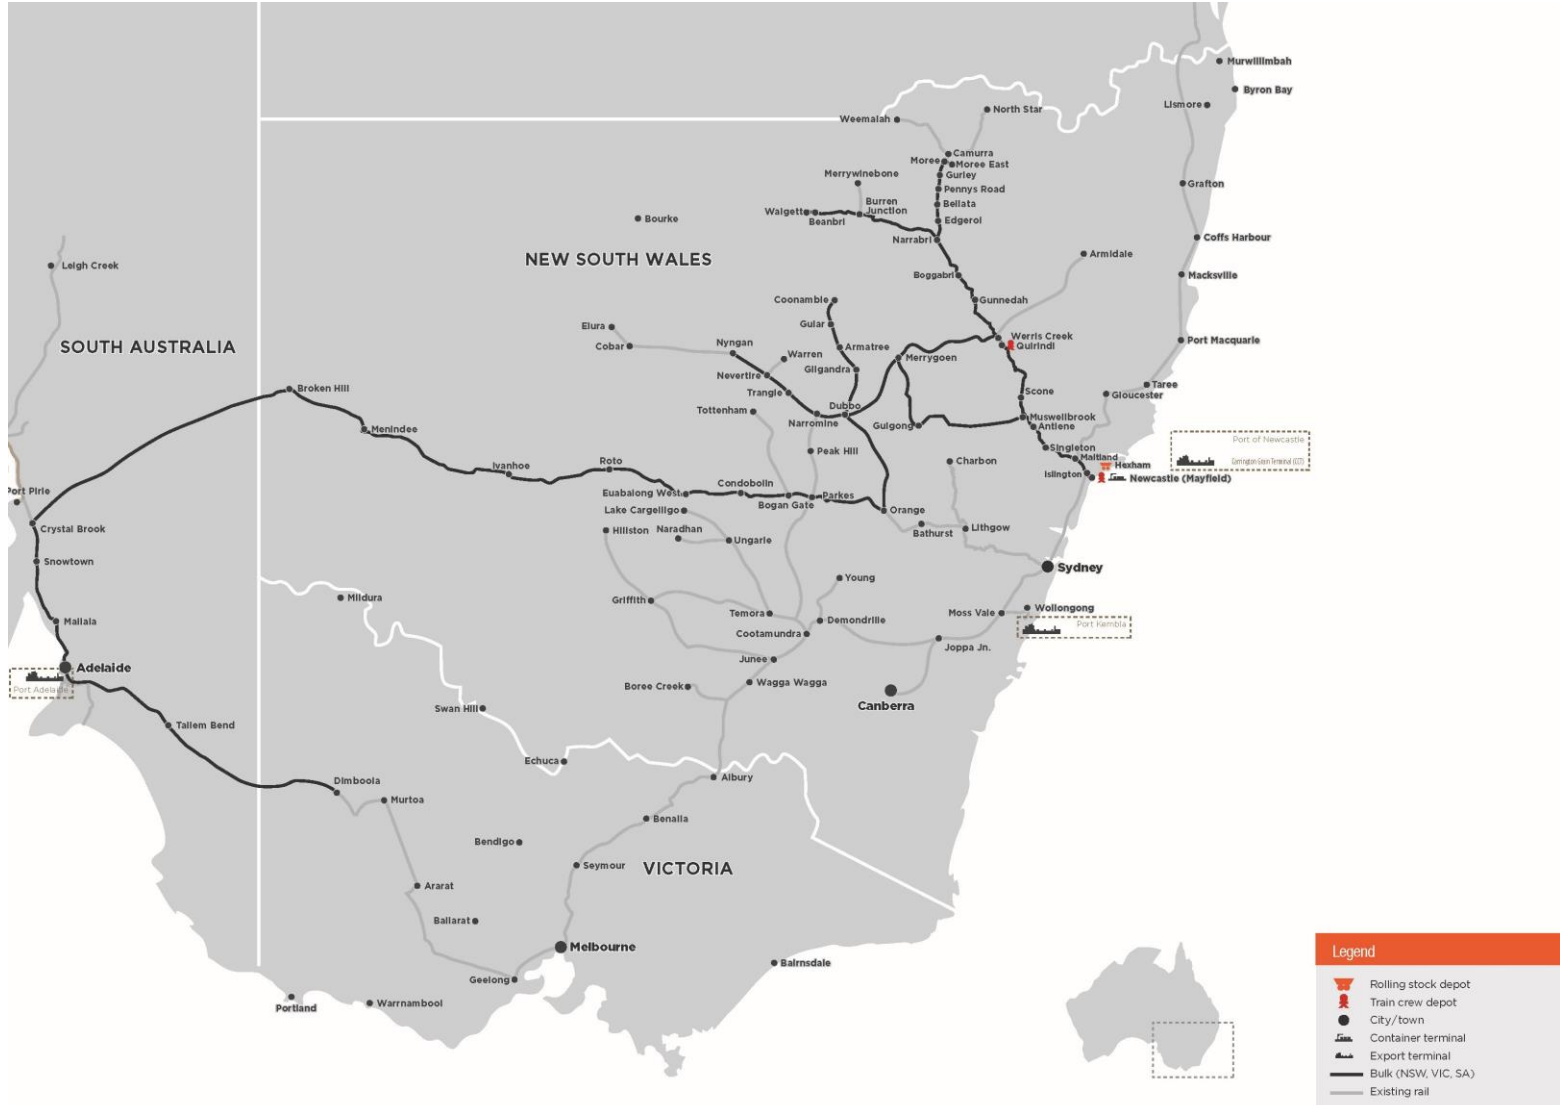 Murwillimbah
Byron Bay
Lismore
North Star
Weemalah
Camurra
Moree
Moree East
Gurley
Merrywinebone
Pennys Road
Grafton
Burren
Junction
Bellata
Walgett
Beanbri
Edgeroi
Bourke
Narrabri
Coffs Harbour
NEW SOUTH WALES
Armidale
Leigh Creek
Boggabri
Macksville
Coonamble
Gunnedah
Gular
Elura
Werris Creek
Quirindi
SOUTH AUSTRALIA
Cobar
Nyngan
Armatree
Port Macquarie
Warren
Merrygoen
Nevertire
Gilgandra
Broken Hill
Trangie
Scone
Taree
Gloucester
Tottenham
Dubbo
Narromine
Gulgong
Muswellbrook
Antiene
Menindee
Port of Newcastle
Peak Hill
Singleton
Maitland
Carrington Grain Terminal (CGT)
Ivanhoe
Roto
Charbon
Hexham
Islington
Newcastle (Mayfield)
Port Pirie
Euabalong West
Condobolin
Bogan Gate
Parkes
Lake Cargelligo
Orange
Crystal Brook
Hillston
Naradhan
Ungarie
Bathurst
Lithgow
Snowtown
Sydney
Young
Mildura
Griffith
Temora
Moss Vale
Wollongong
Mallala
Demondrille
Port Kembla
Cootamundra
Joppa Jn.
Adelaide
Junee
Port Adelaide
Boree Creek
Wagga Wagga
Canberra
Swan Hill
Tailem Bend
Echuca
Albury
Dimboola
Murtoa
Benalla
Bendigo
Seymour
VICTORIA
Ararat
Ballarat
Melbourne
Bairnsdale
Geelong
Portland
Warrnambool
Legend
Rolling stock depot
Train crew depot
City/town
Container terminal
Export terminal
Bulk (NSW, VIC, SA)
Existing rail